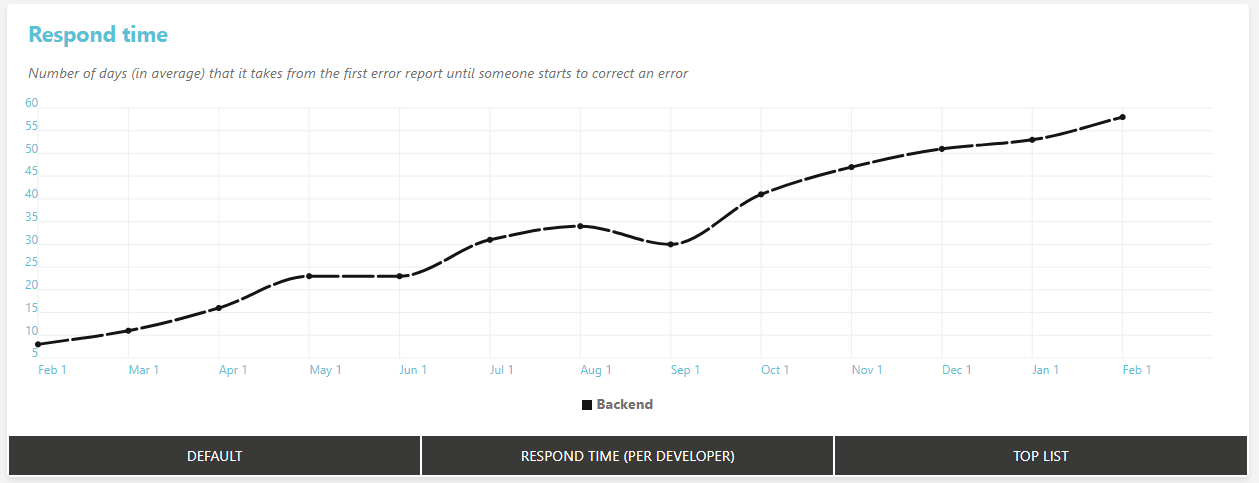 Respond time
Number of days (in average) that it takes from the first error report until someone starts to correct an error
60
55
50
45
40
35
30
25
20
15
10
5
Feb 1 Mar 1 Apr 1 May 1 Jun 1 Jul 1 Aug 1 Sep 1 Oct 1 Nov 1 Dec 1 Jan 1 Feb 1
Backend
DEFAULT RESPOND TIME (PER DEVELOPER) TOP LIST